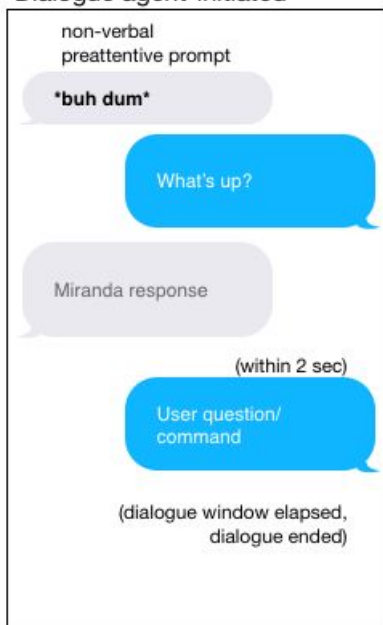 Dialogue agent-initiated
non-verbal
preattentive prompt
*buh dum*
What's up?
Miranda response
(within 2 sec)
User question/
command
(dialogue window elapsed,
dialogue ended)